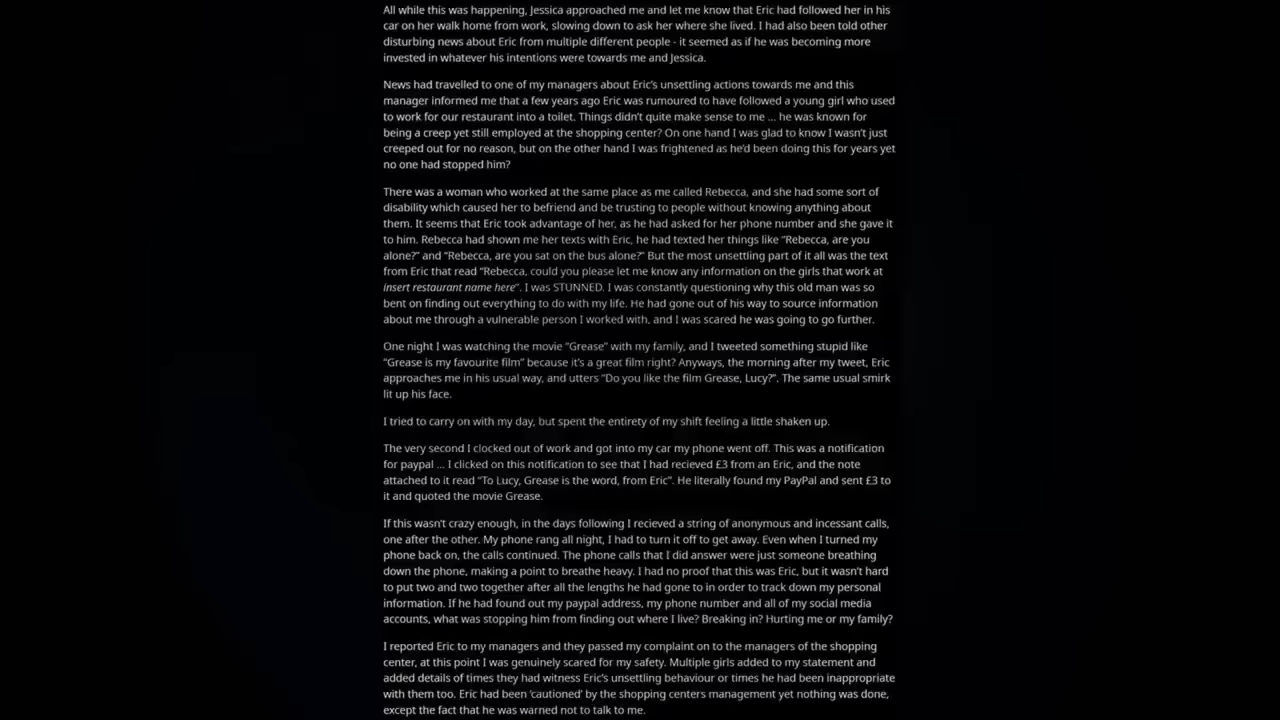 All while this was happening, Jessica approached me and let me know that Eric had followed her in his
car on her walk home from work, slowing down to ask her where she lived. I had also been told other
disturbing news about Eric from multiple different people - it seemed as if he was becoming more
invested in whatever his intentions were towards me and Jessica.
News had travelled to one of my managers about Eric's unsettling actions towards me and this
manager informed me that a few years ago Eric was rumoured to have followed a young girl who used
to work for our restaurant into a toilet. Things didn't quite make sense to me ... he was known for
being a creep yet still employed at the shopping center? On one hand I was glad to know I wasn't just
creeped out for no reason, but on the other hand I was frightened as he'd been doing this for years yet
no one had stopped him?
There was a woman who worked at the same place as me called Rebecca, and she had some sort of
disability which caused her to befriend and be trusting to people without knowing anything about
them. It seems that Eric took advantage of her, as he had asked for her phone number and she gave it
to him. Rebecca had shown me her texts with Eric, he had texted her things like "Rebecca, are you
alone?" and "Rebecca, are you sat on the bus alone?" But the most unsettling part of it all was the text
from Eric that read "Rebecca, could you please let me know any information on the girls that work at
insert restaurant name here". I was STUNNED. I was constantly questioning why this old man was so
bent on finding out everything to do with my life. He had gone out of his way to source information
about me through a vulnerable person I worked with, and I was scared he was going to go further.
One night I was watching the movie "Grease" with my family, and I tweeted something stupid like
"Grease is my favourite film" because it's a great film right? Anyways, the morning after my tweet, Eric
approaches me in his usual way, and utters "Do you like the film Grease, Lucy?". The same usual smirk
lit up his face.
I tried to carry on with my day, but spent the entirety of my shift feeling a little shaken up.
The very second I clocked out of work and got into my car my phone went off. This was a notification
for paypal ... I clicked on this notification to see that I had recieved £3 from an Eric, and the note
attached to it read "To Lucy, Grease is the word, from Eric". He literally found my PayPal and sent £3 to
it and quoted the movie Grease.
If this wasn't crazy enough, in the days following I recieved a string of anonymous and incessant calls,
one after the other. My phone rang all night, I had to turn it off to get away. Even when I turned my
phone back on, the calls continued. The phone calls that I did answer were just someone breathing
down the phone, making a point to breathe heavy. I had no proof that this was Eric, but it wasn't hard
to put two and two together after all the lengths he had gone to in order to track down my personal
information. If he had found out my paypal address, my phone number and all of my social media
accounts, what was stopping him from finding out where I live? Breaking in? Hurting me or my family?
I reported Eric to my managers and they passed my complaint on to the managers of the shopping
center, at this point I was genuinely scared for my safety. Multiple girls added to my statement and
added details of times they had witness Eric's unsettling behaviour or times he had been inappropriate
with them too. Eric had been 'cautioned' by the shopping centers management yet nothing was done,
except the fact that he was warned not to talk to me.